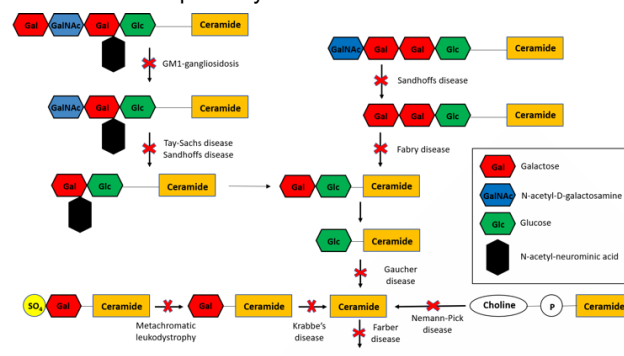 Gal GalNAc Gal Glc Ceramide
GM1-gangliosidosis
GalNAc Gal Glc Ceramide
Tay-Sachs disease
Sandhoffs disease
Gal Glc Ceramide
GalNAc Gal Gal Glc Ceramide
Sandhoffs disease
Gal Gal Glc Ceramide
Fabry disease
Gal Glc Ceramide
Glc Ceramide
Gaucher
disease
Gal Galactose
GalNAc N-acetyl-D-galactosamine
Glc Glucose
N-acetyl-neurominic acid
SO₄ Gal Ceramide Gal Ceramide Ceramide Choline P Ceramide
Metachromatic
leukodystrophy
Krabbe's
disease
Farber
disease
Nemann-Pick
disease